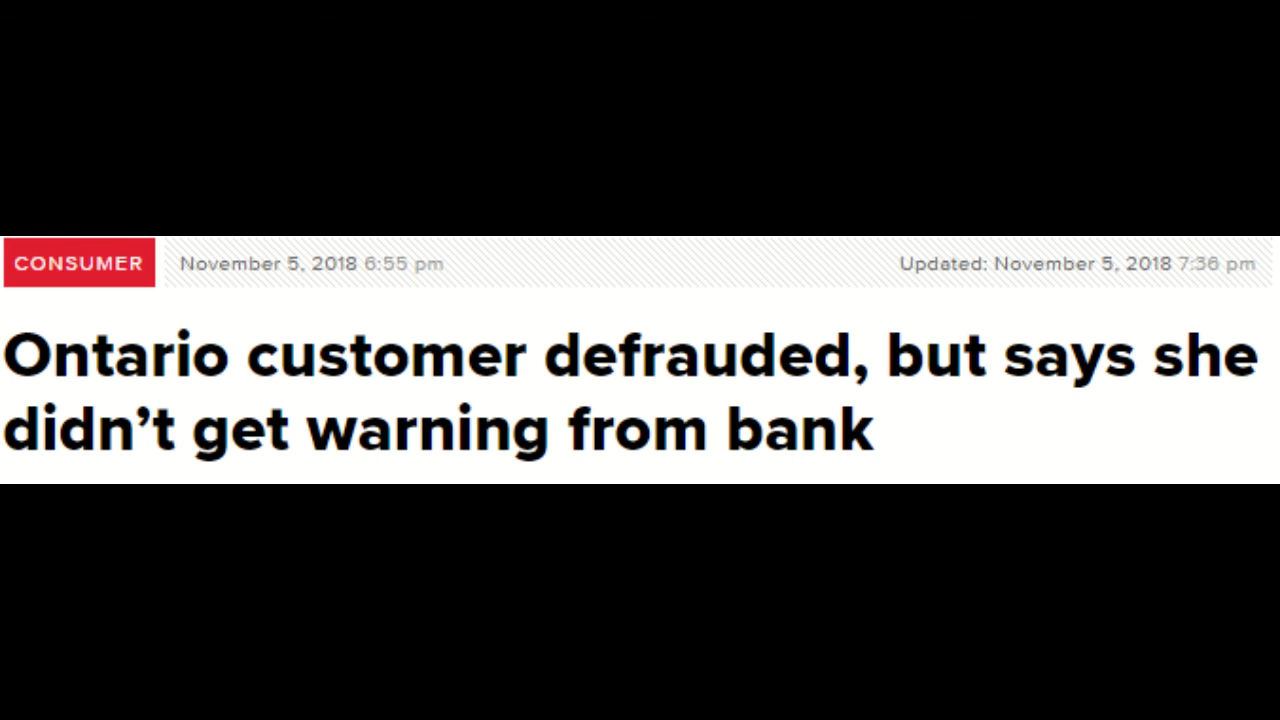 CONSUMER November 5, 2018 6:55 pm Updated: November 5, 2018 7:36 pm
Ontario customer defrauded, but says she
didn’t get warning from bank